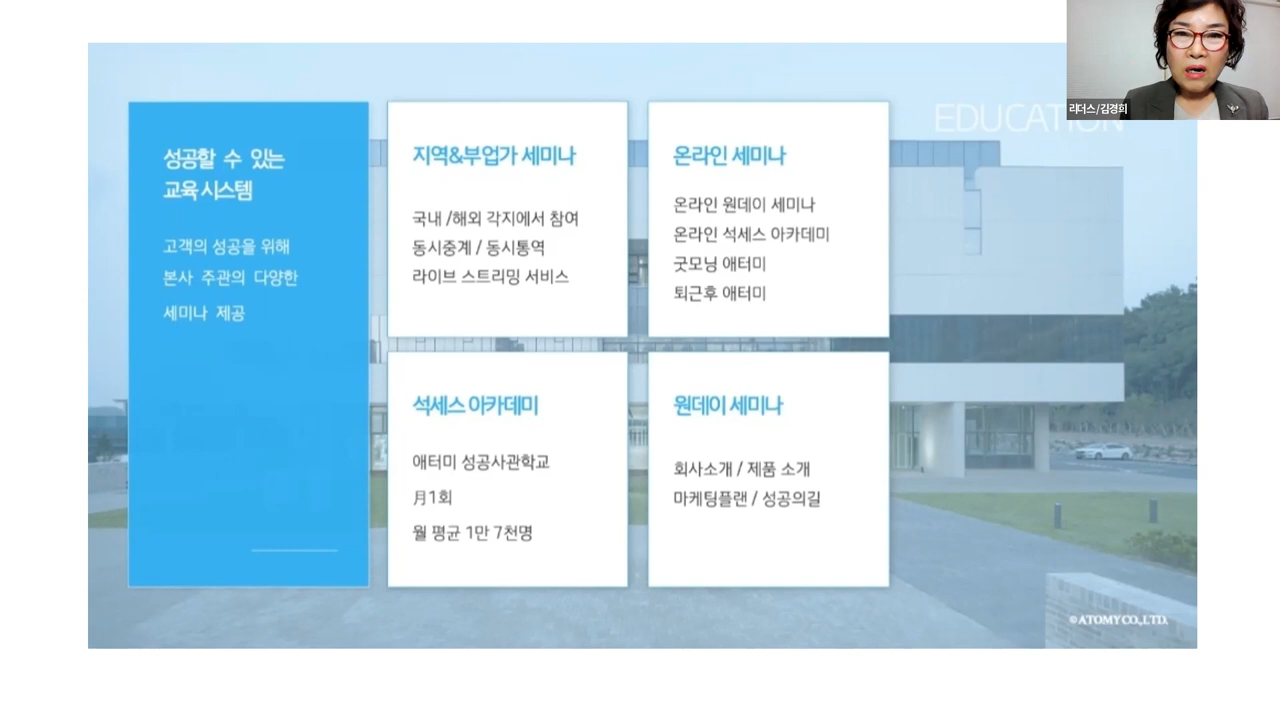 리더스/김경희
EDUCATION
성공할 수 있는
교육 시스템
고객의 성공을 위해
본사 주관의 다양한
세미나 제공
지역&부업가 세미나
국내 /해외 각지에서 참여
동시중계 / 동시통역
라이브 스트리밍 서비스
온라인 세미나
온라인 원데이 세미나
온라인 석세스 아카데미
굿모닝 애터미
퇴근후 애터미
석세스 아카데미
애터미 성공사관학교
月1회
월 평균 1만 7천명
원데이 세미나
회사소개 / 제품 소개
마케팅플랜 / 성공의길
©ATOMY CO.,LTD.